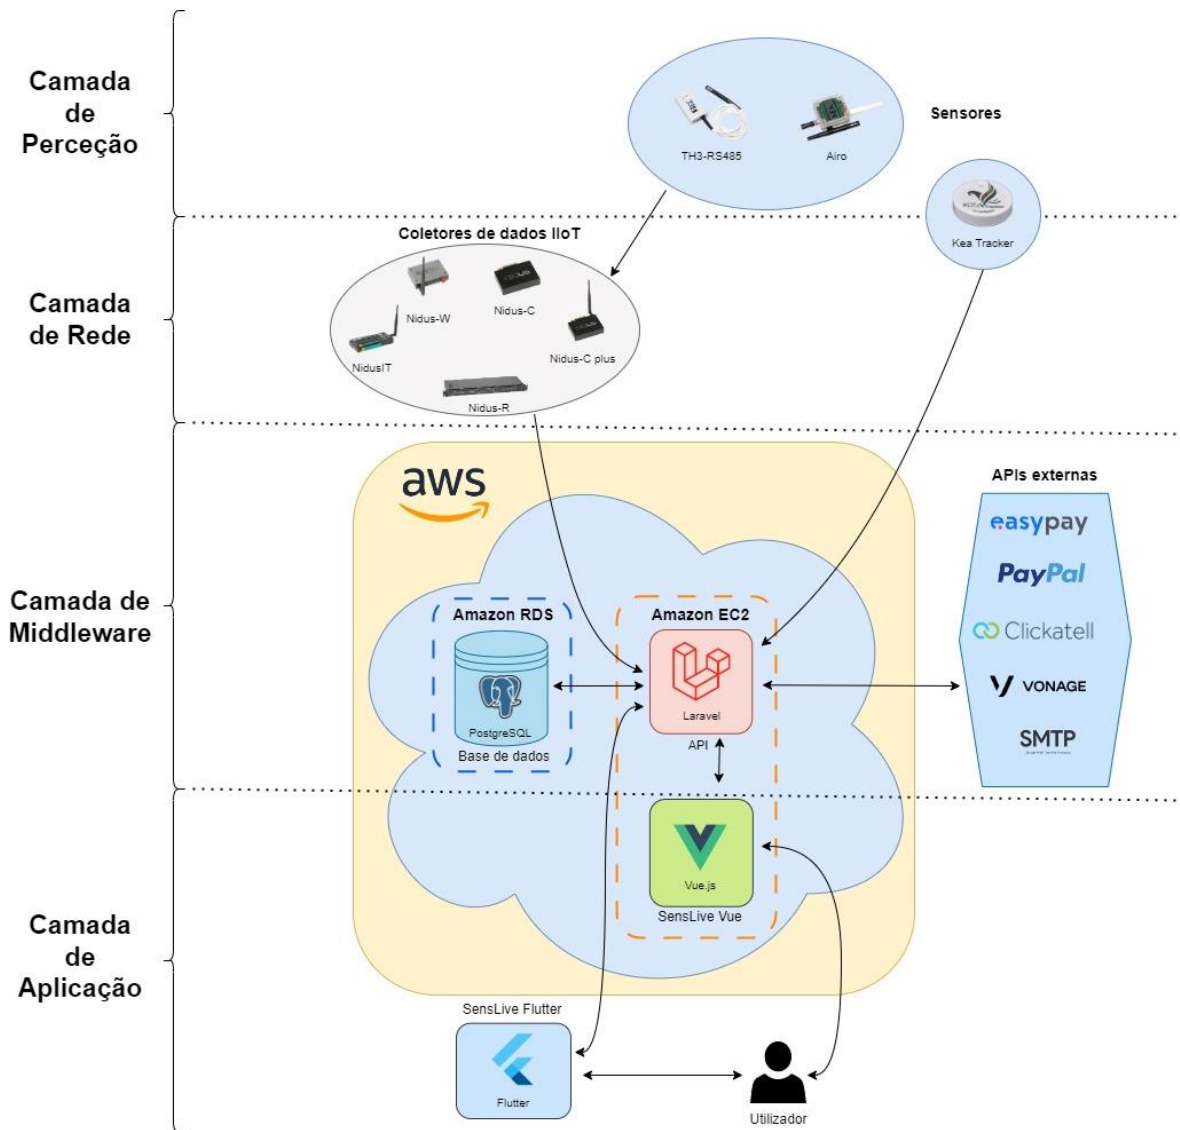 Camada
de
Perceção
Sensores
TH3-RS485
Airo
Kea Tracker
Camada
de Rede
Coletores de dados IIoT
Nidus-W
Nidus-C
NidusIT
Nidus-C plus
Nidus-R
Camada de
Middleware
aws
Amazon RDS
PostgreSQL
Base de dados
Amazon EC2
Laravel
API
APIs externas
easypay
PayPal
Clickatell
VONAGE
SMTP
Camada
de
Aplicação
Vue.js
SensLive Vue
SensLive Flutter
Flutter
Utilizador